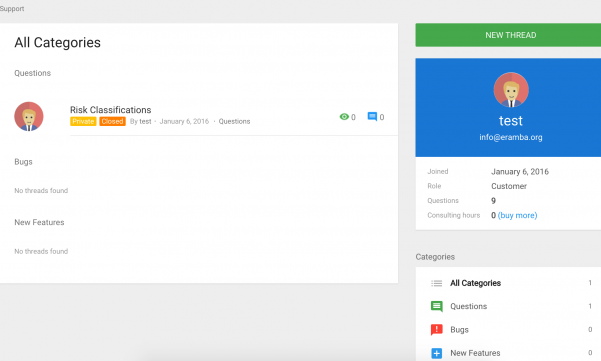 Support
All Categories
Questions
Risk Classifications
Private Closed By test • January 6, 2016 • Questions
0 0
Bugs
No threads found
New Features
No threads found
NEW THREAD
test
info@eramba.org
Joined January 6, 2016
Role Customer
Questions 9
Consulting hours 0 (buy more)
Categories
All Categories 1
Questions 1
Bugs 0
New Features 0